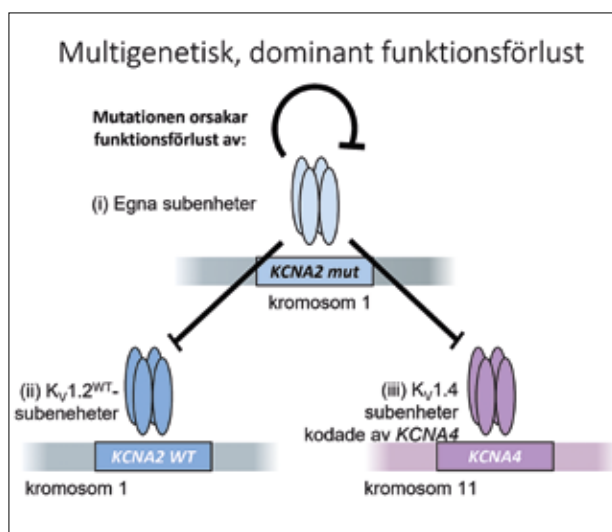 Multigenetisk, dominant funktionsförlust
Mutationen orsakar
funktionsförlust av:
(i) Egna subenheter
KCNA2 mut
kromosom 1
(ii) KV1.2WT-
subeneheter
KCNA2 WT
kromosom 1
(iii) KV1.4
subenheter
kodade av KCNA4
KCNA4
kromosom 11